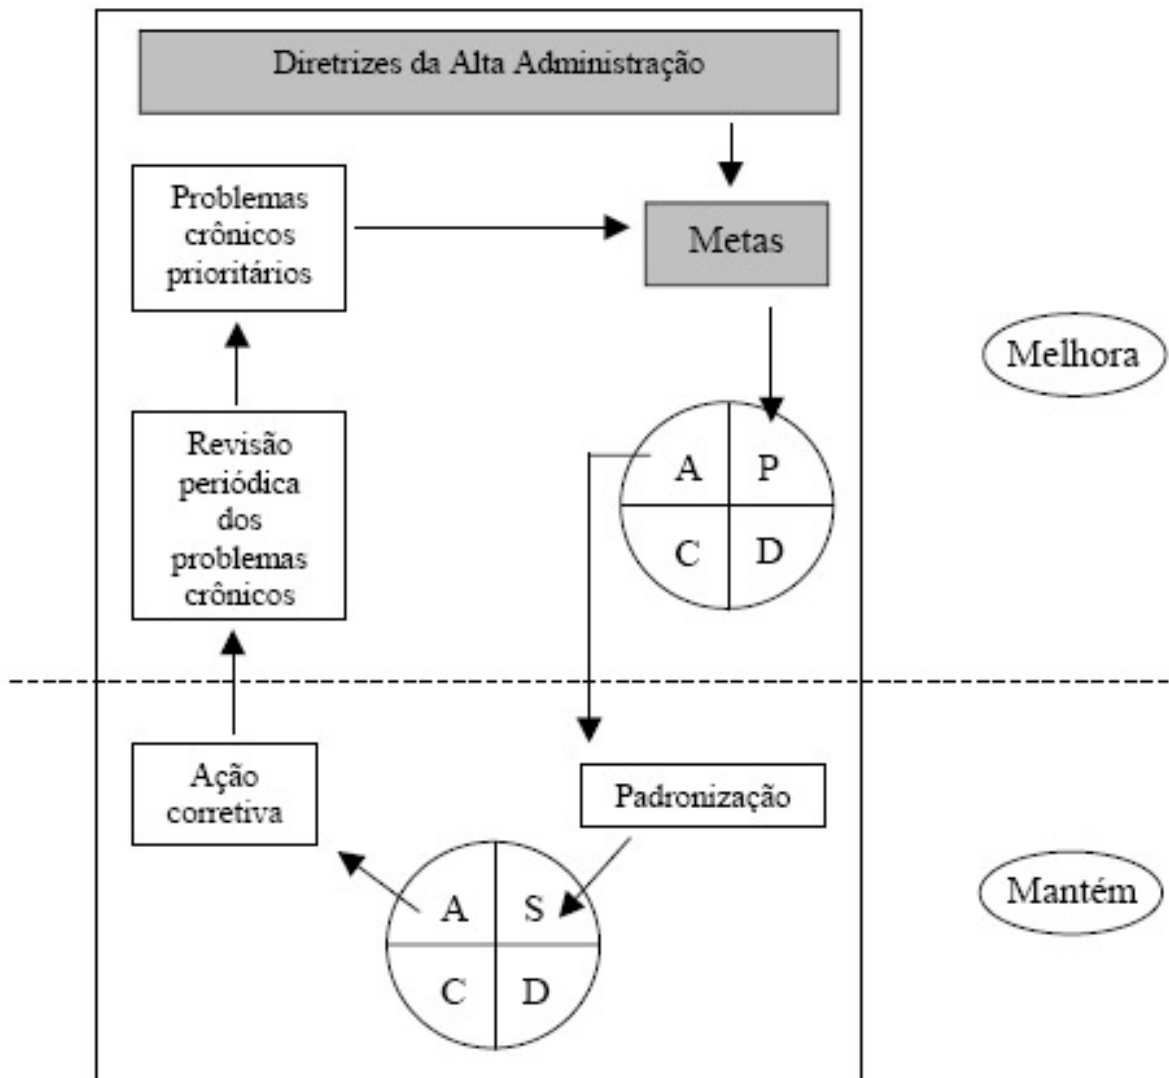 Diretrizes da Alta Administração
Problemas
crônicos
prioritários
Metas
Melhora
Revisão
periódica
dos
problemas
crônicos
A P
C D
Ação
corretiva
Padronização
Mantém
A S
C D